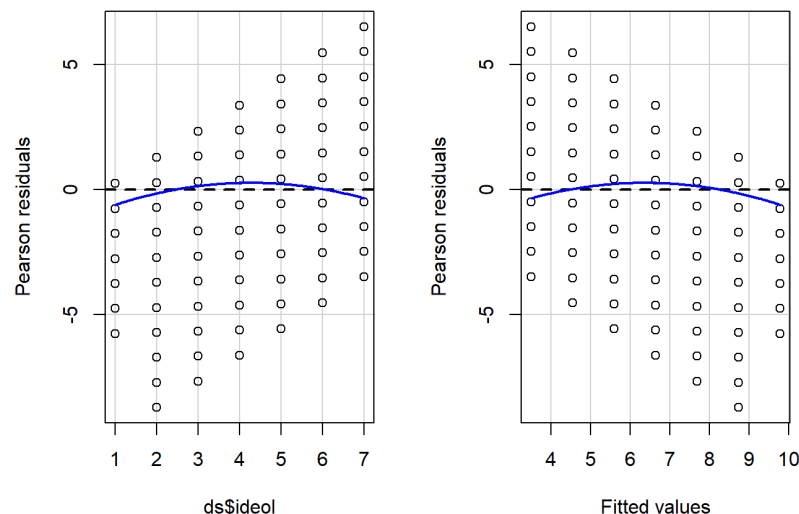 Pearson residuals
5
0
-5
1 2 3 4 5 6 7
ds$ideol
Pearson residuals
5
0
-5
4 5 6 7 8 9 10
Fitted values